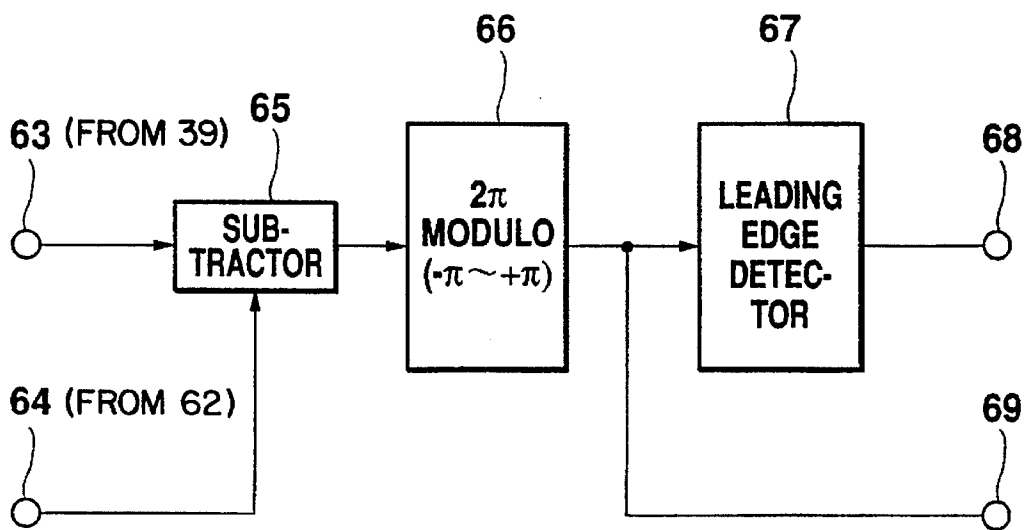 66
67
65
63 (FROM 39)
68
SUB-
TRACTOR
2π
MODULO
(-π~+π)
LEADING
EDGE
DETEC-
TOR
64 (FROM 62)
69